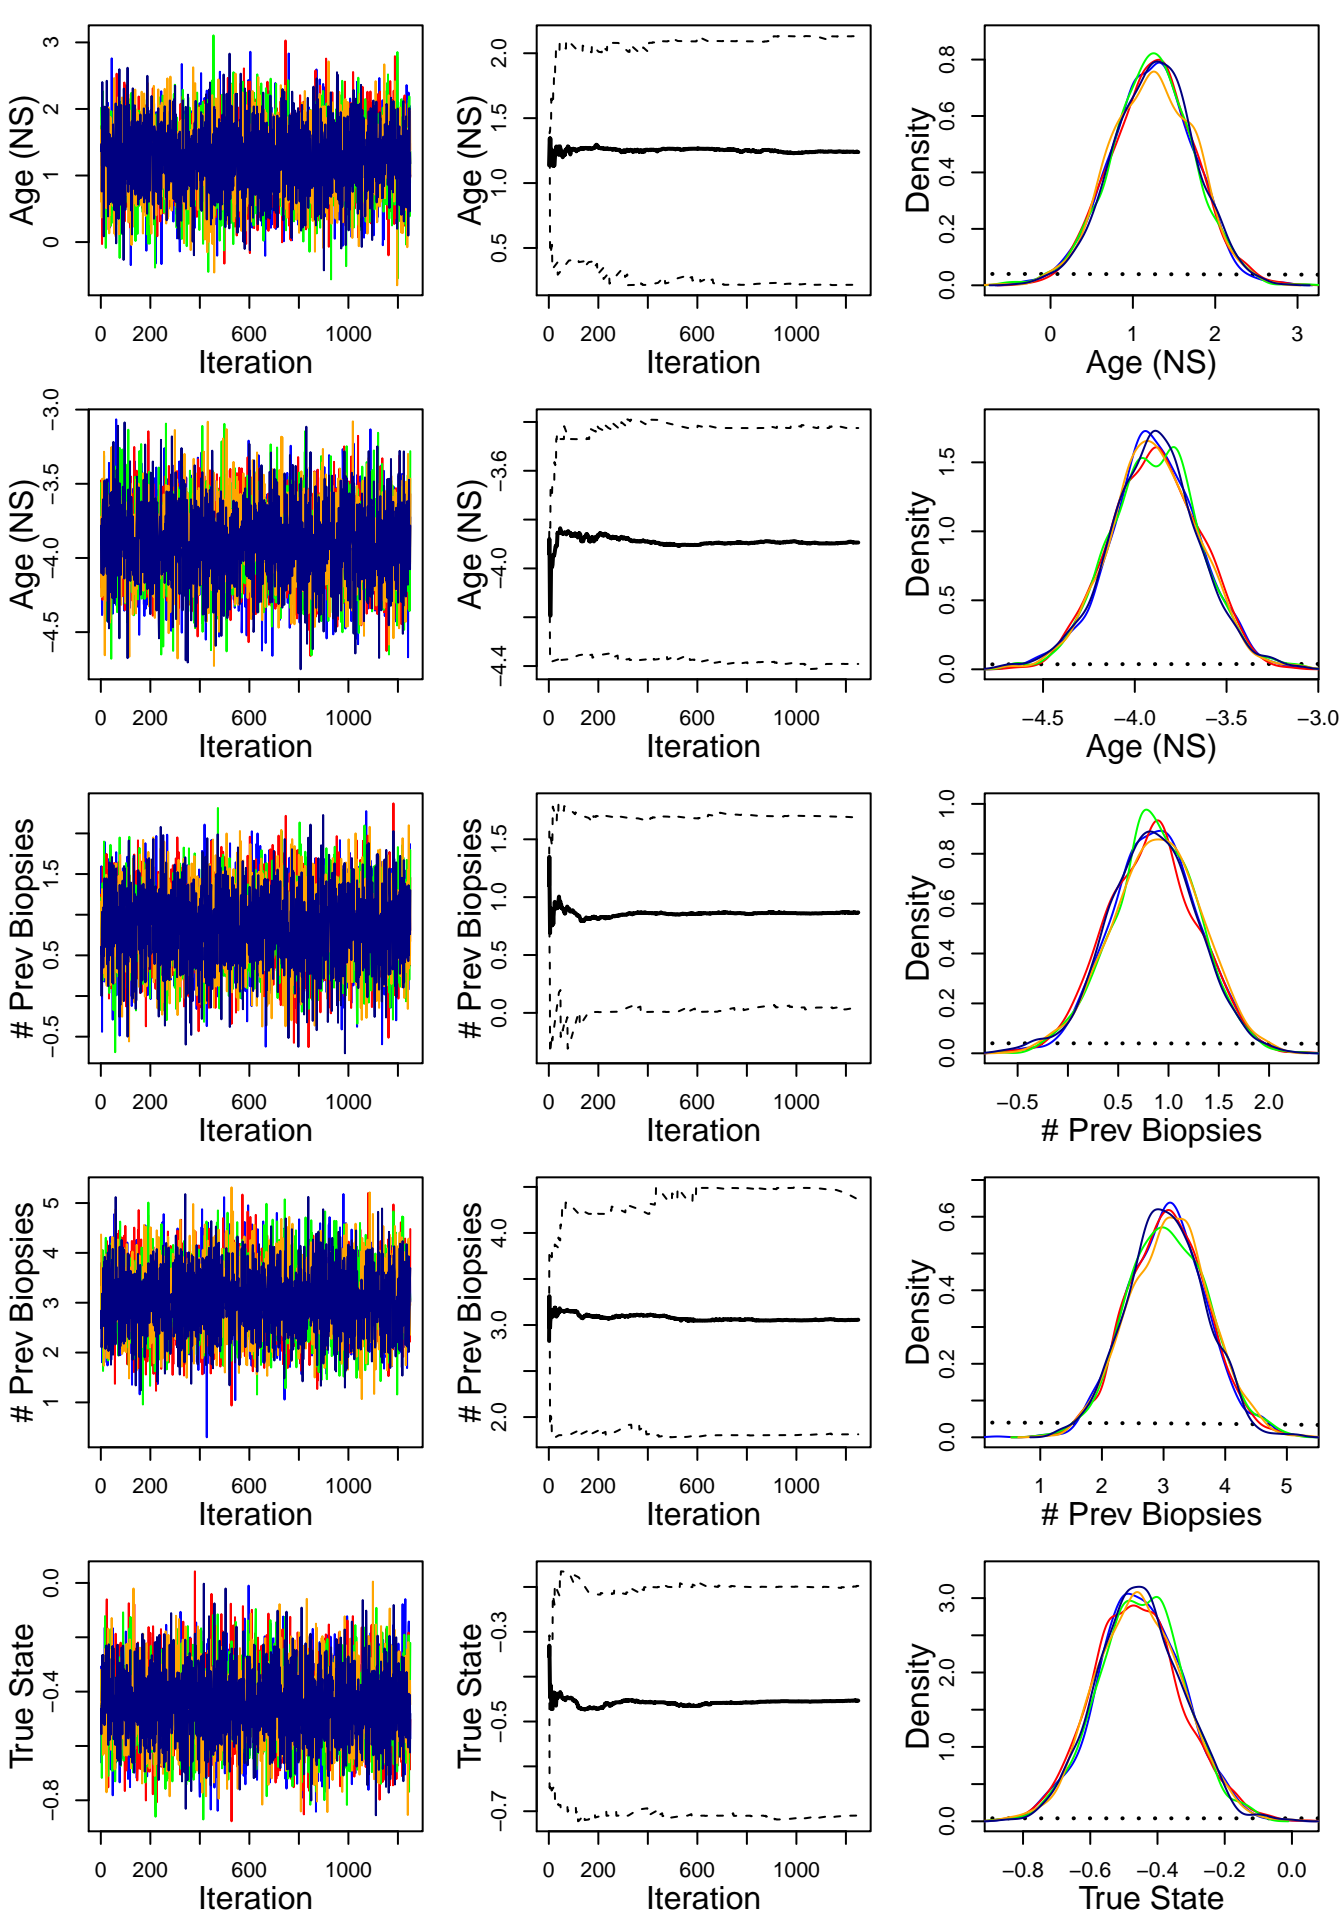 Age (NS)
0 1 2 3
0 200 600 1000
Iteration
Age (NS)
0.5 1.0 1.5 2.0
0 200 600 1000
Iteration
Density
0.0 0.2 0.4 0.6 0.8
0 1 2 3
Age (NS)
Age (NS)
−4.5 −4.0 −3.5 −3.0
0 200 600 1000
Iteration
Age (NS)
−4.4 −4.0 −3.6
0 200 600 1000
Iteration
Density
0.0 0.5 1.0 1.5
−4.5 −4.0 −3.5 −3.0
Age (NS)
# Prev Biopsies
−0.5 0.5 1.5
0 200 600 1000
Iteration
# Prev Biopsies
0.0 0.5 1.0 1.5
0 200 600 1000
Iteration
Density
0.0 0.2 0.4 0.6 0.8 1.0
−0.5 0.5 1.0 1.5 2.0
# Prev Biopsies
# Prev Biopsies
1 2 3 4 5
0 200 600 1000
Iteration
# Prev Biopsies
2.0 3.0 4.0
0 200 600 1000
Iteration
Density
0.0 0.2 0.4 0.6
1 2 3 4 5
# Prev Biopsies
True State
−0.8 −0.4 0.0
0 200 600 1000
Iteration
True State
−0.7 −0.5 −0.3
0 200 600 1000
Iteration
Density
0.0 1.0 2.0 3.0
−0.8 −0.6 −0.4 −0.2 0.0
True State